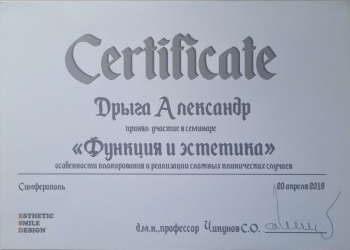 Certificate
Дрыга Александр
принял участие в семинаре
«Функция и эстетика»
особенности планирования и реализации сложных клинических случаев
Симферополь
20 апреля 2019
ESTHETIC
SMILE
DESIGN
д.м.н., профессор Чикунов С.О.